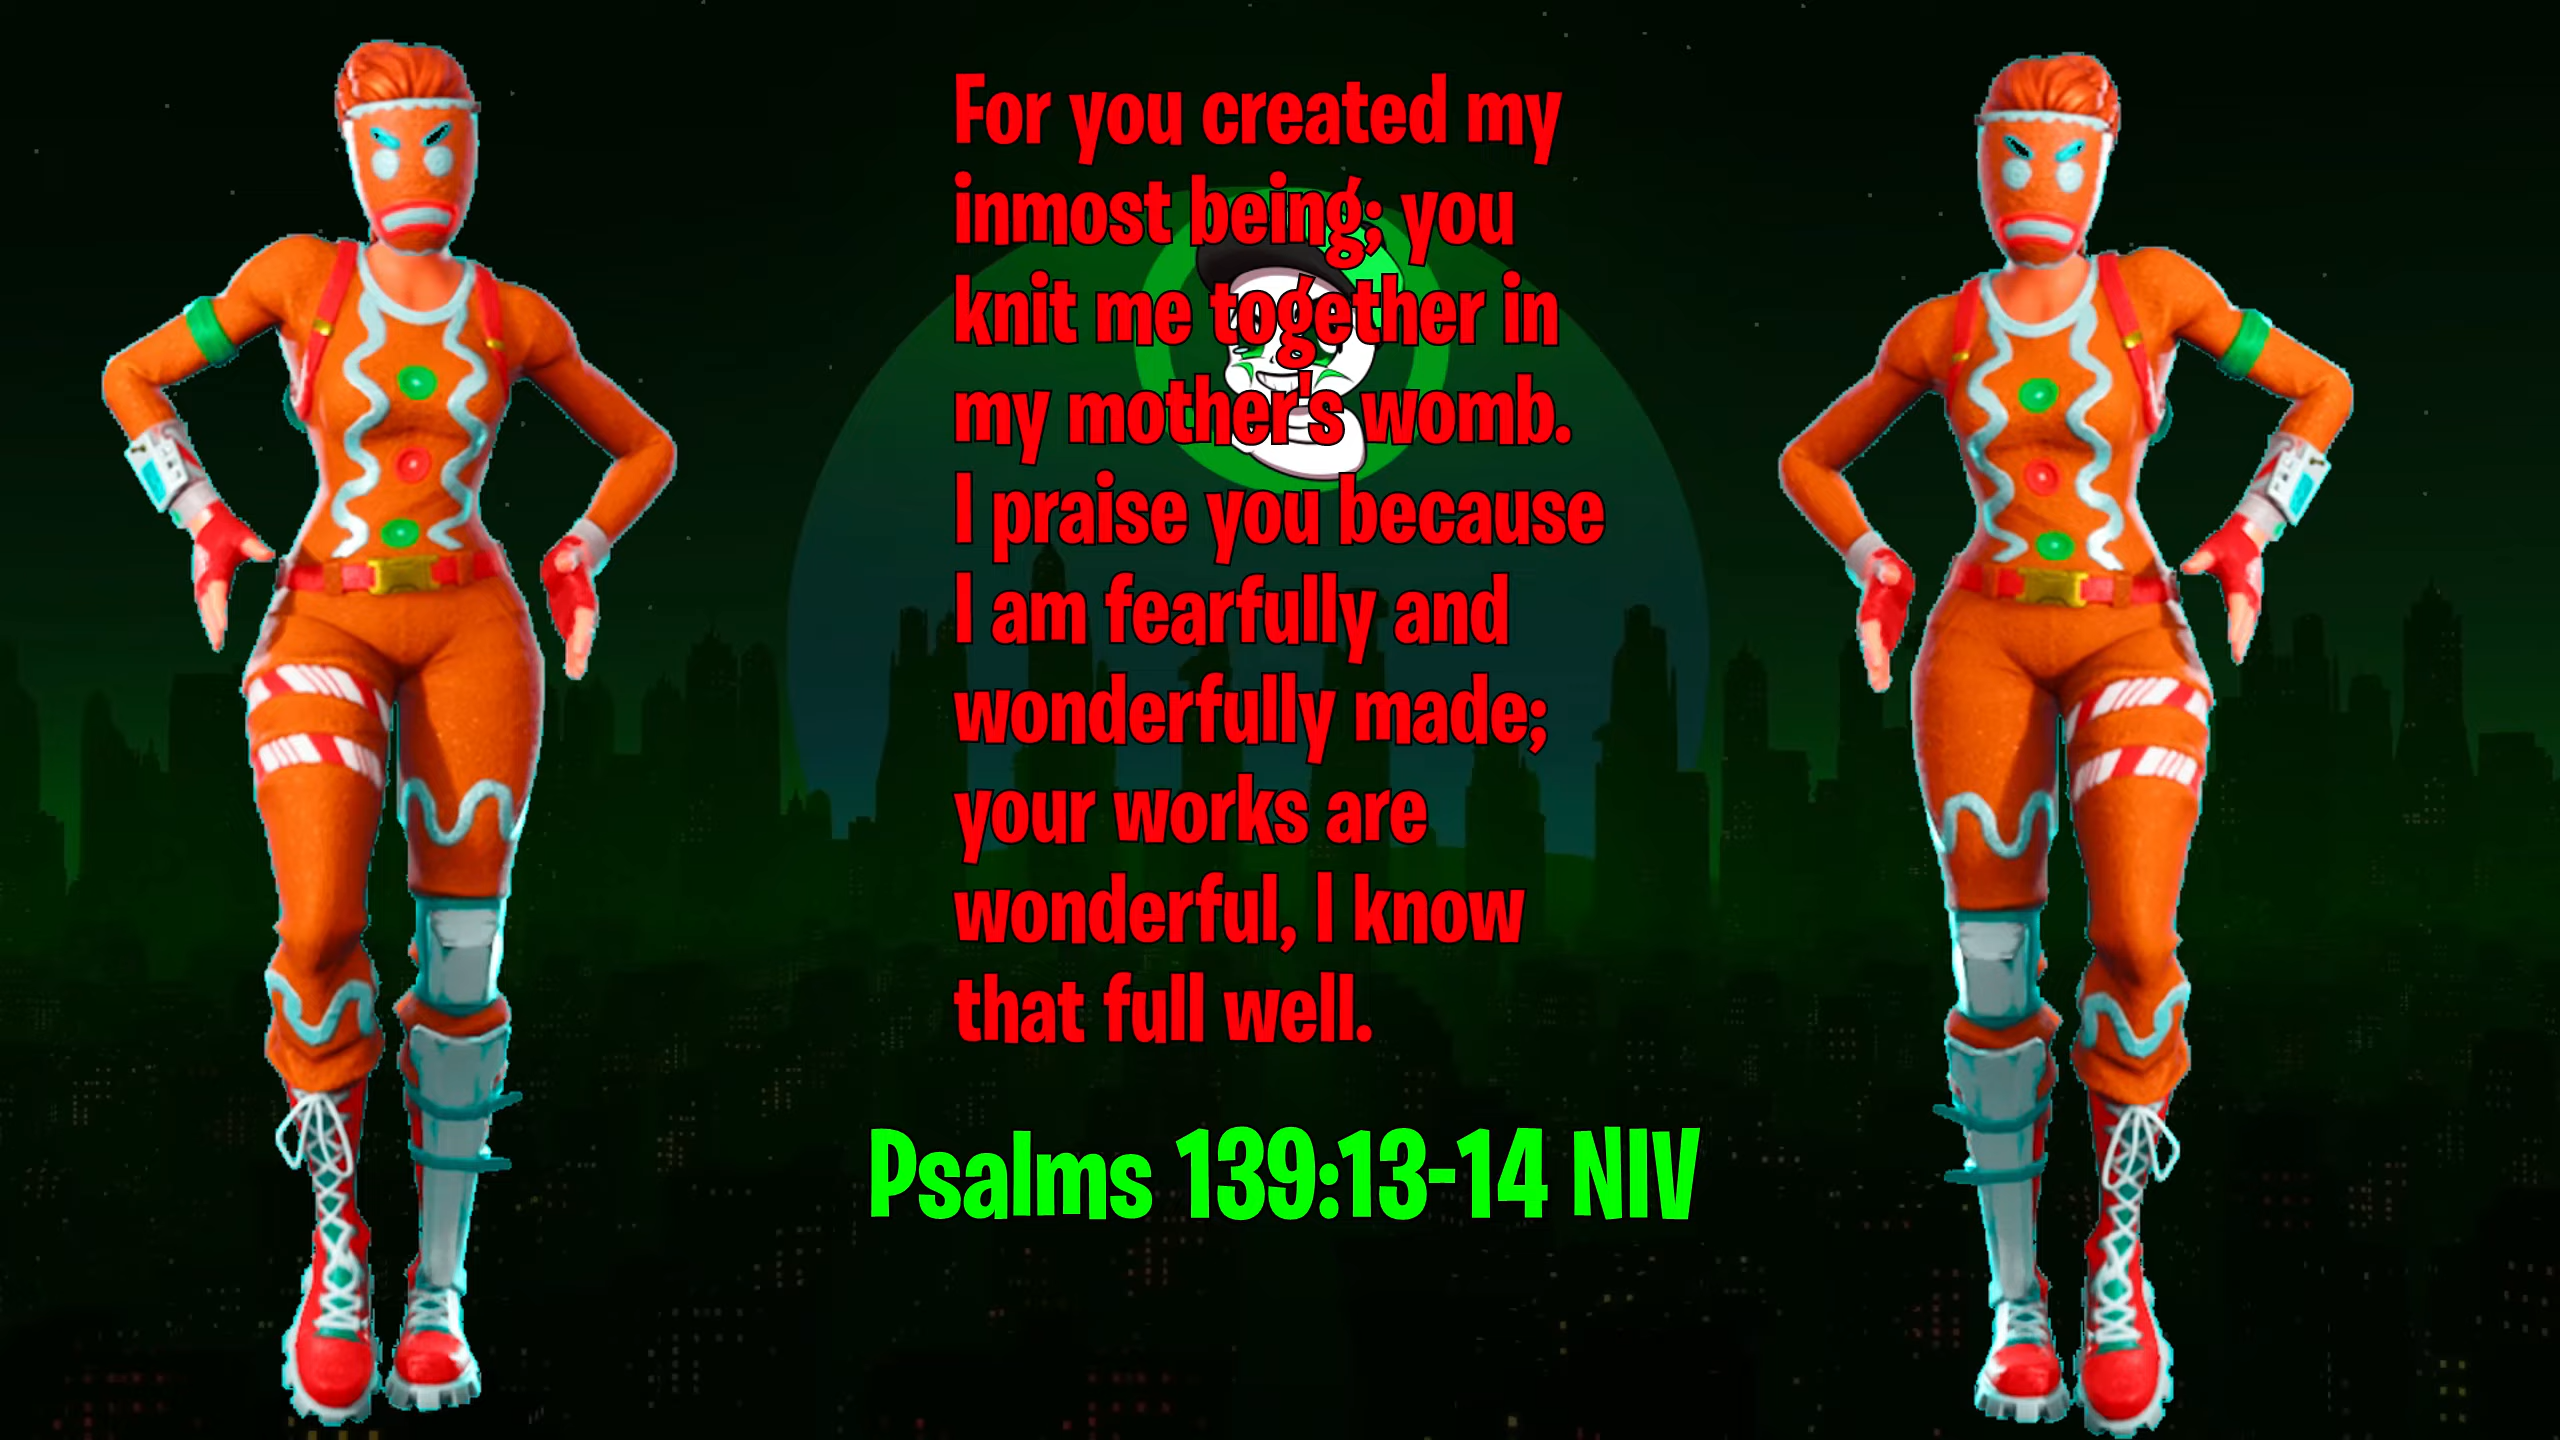 For you created my
inmost being; you
knit me together in
my mother's womb.
I praise you because
I am fearfully and
wonderfully made;
your works are
wonderful, I know
that full well.
Psalms 139:13-14 NIV